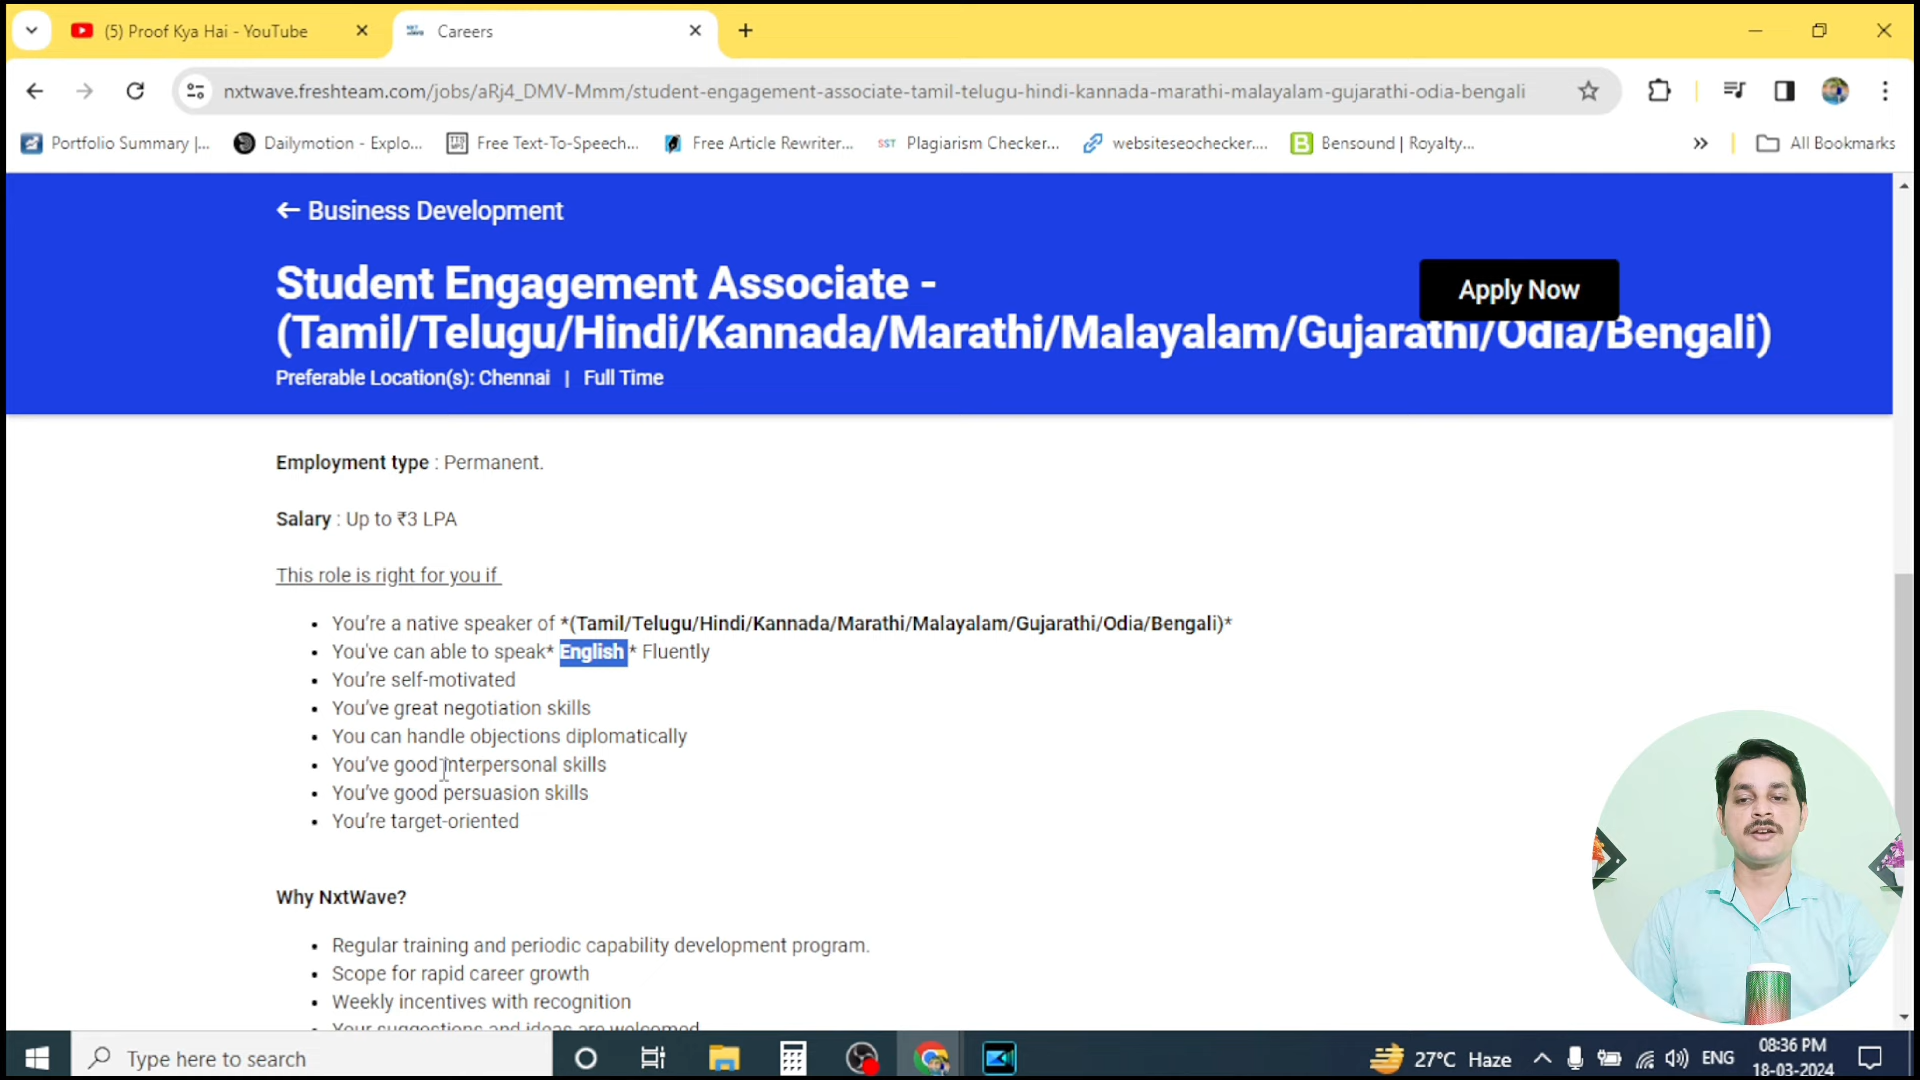 (5) Proof Kya Hai - YouTube
Careers
nxtwave.freshteam.com/jobs/aRj4_DMV-Mmm/student-engagement-associate-tamil-telugu-hindi-kannada-marathi-malayalam-gujarathi-odia-bengali
Portfolio Summary |...
Dailymotion - Explo...
Free Text-To-Speech...
Free Article Rewriter...
SST Plagiarism Checker...
websiteseochecker....
B Bensound | Royalty...
All Bookmarks
← Business Development
Student Engagement Associate -
(Tamil/Telugu/Hindi/Kannada/Marathi/Malayalam/Gujarathi/Odia/Bengali)
Apply Now
Preferable Location(s): Chennai | Full Time
Employment type : Permanent.
Salary : Up to ₹3 LPA
This role is right for you if
• You're a native speaker of *(Tamil/Telugu/Hindi/Kannada/Marathi/Malayalam/Gujarathi/Odia/Bengali)*
• You've can able to speak* English * Fluently
• You're self-motivated
• You've great negotiation skills
• You can handle objections diplomatically
• You've good interpersonal skills
• You've good persuasion skills
• You're target-oriented
Why NxtWave?
• Regular training and periodic capability development program.
• Scope for rapid career growth
• Weekly incentives with recognition
Your suggestions and ideas are welcomed
Type here to search
27°C Haze
ENG
08:36 PM
18-03-2024